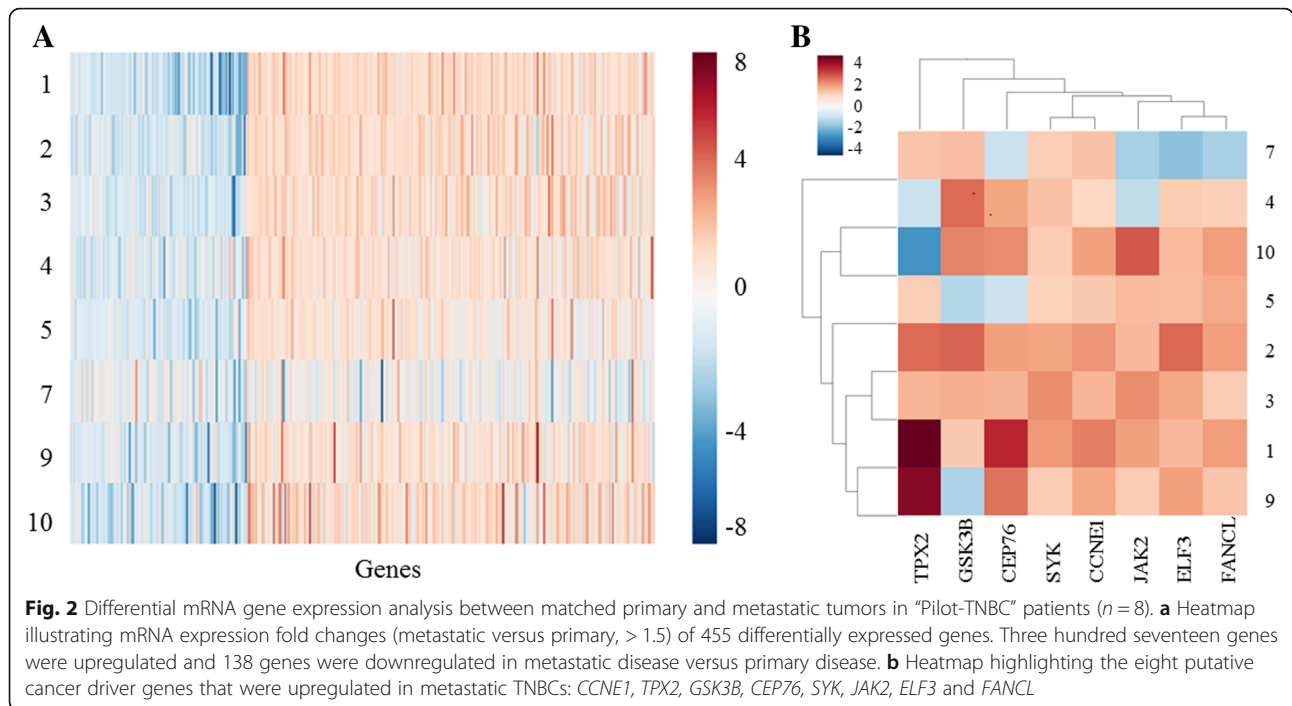 A
1
2
3
4
5
7
9
10
Genes
8
4
0
-4
-8
B
4
2
0
-2
-4
7
4
10
5
2
3
1
9
TPX2
GSK3B
CEP76
SYK
CCNE1
JAK2
ELF3
FANCL
Fig. 2 Differential mRNA gene expression analysis between matched primary and metastatic tumors in "Pilot-TNBC" patients (n = 8). a Heatmap
illustrating mRNA expression fold changes (metastatic versus primary, > 1.5) of 455 differentially expressed genes. Three hundred seventeen genes
were upregulated and 138 genes were downregulated in metastatic disease versus primary disease. b Heatmap highlighting the eight putative
cancer driver genes that were upregulated in metastatic TNBCs: CCNE1, TPX2, GSK3B, CEP76, SYK, JAK2, ELF3 and FANCL